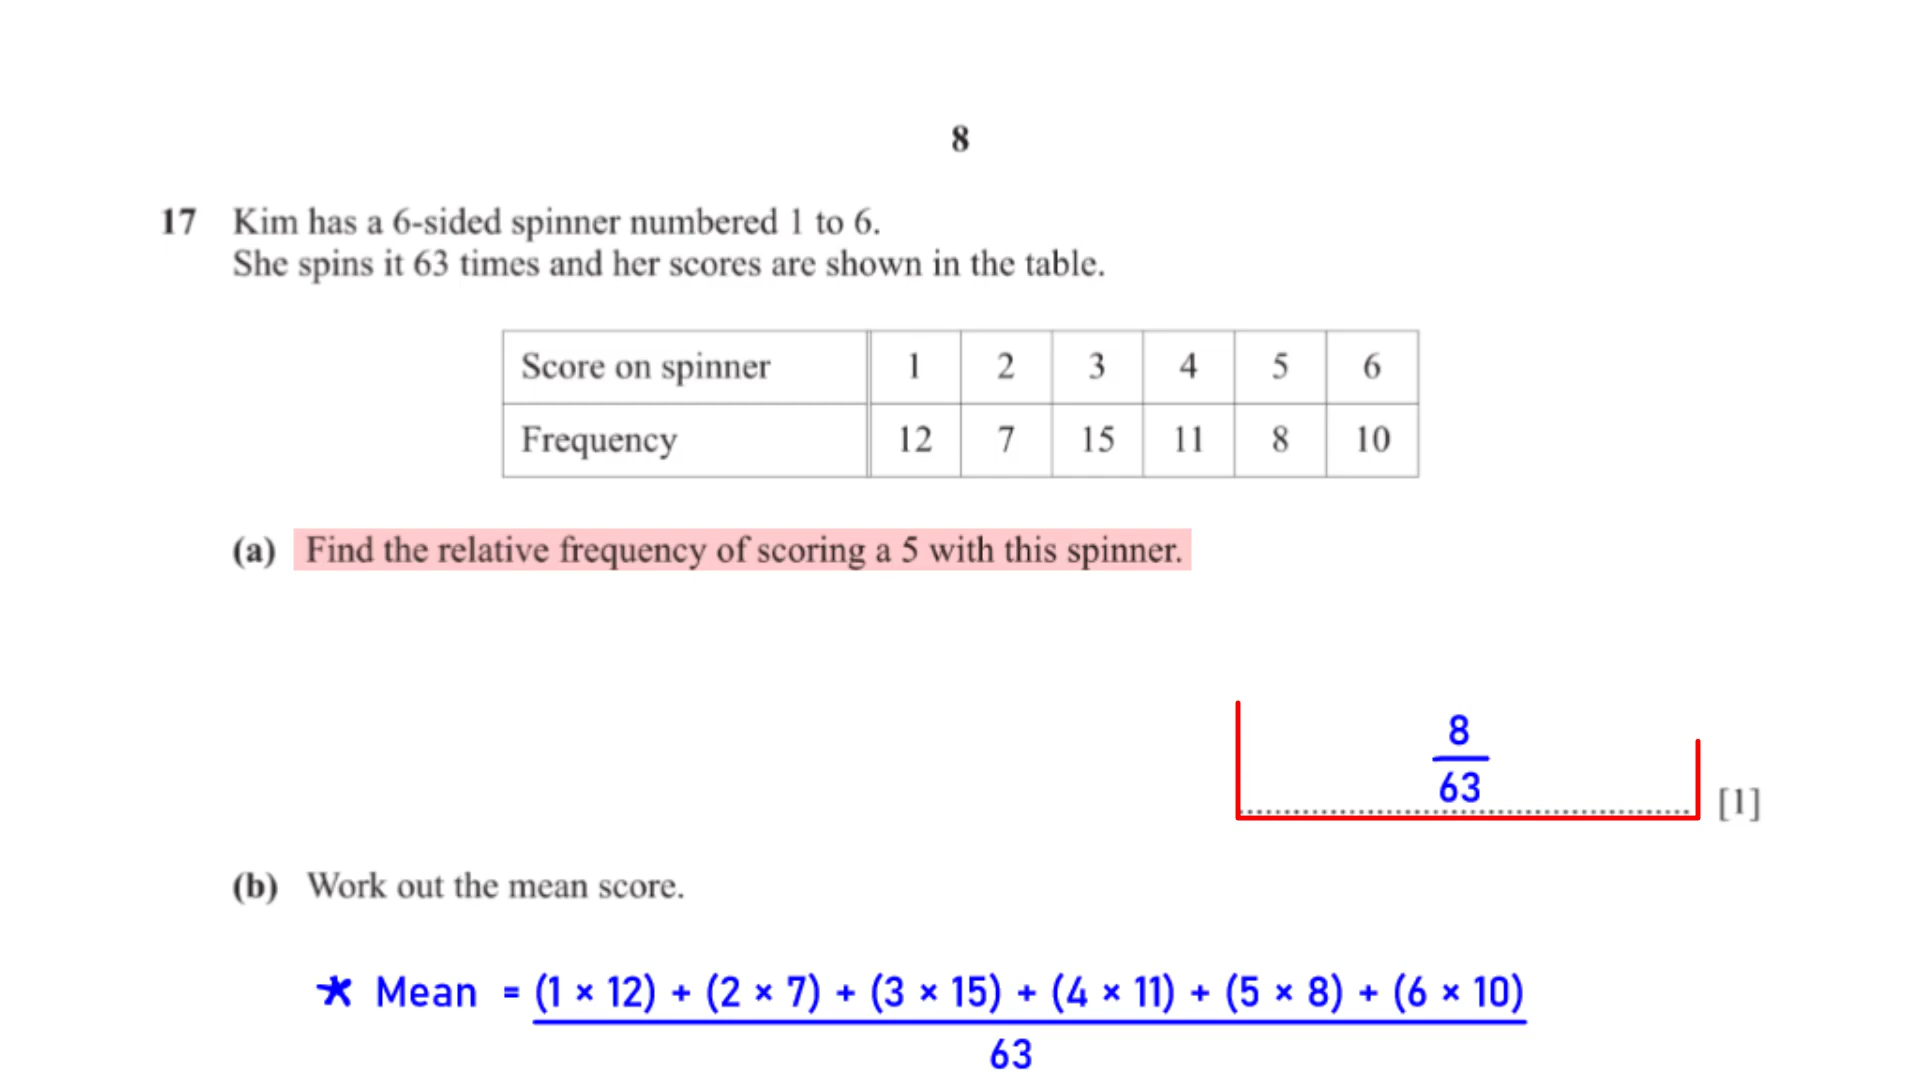 8
17 Kim has a 6-sided spinner numbered 1 to 6.
She spins it 63 times and her scores are shown in the table.
Score on spinner 1 2 3 4 5 6
Frequency 12 7 15 11 8 10
(a) Find the relative frequency of scoring a 5 with this spinner.
8
63
[1]
(b) Work out the mean score.
* Mean = (1 × 12) + (2 × 7) + (3 × 15) + (4 × 11) + (5 × 8) + (6 × 10)
63